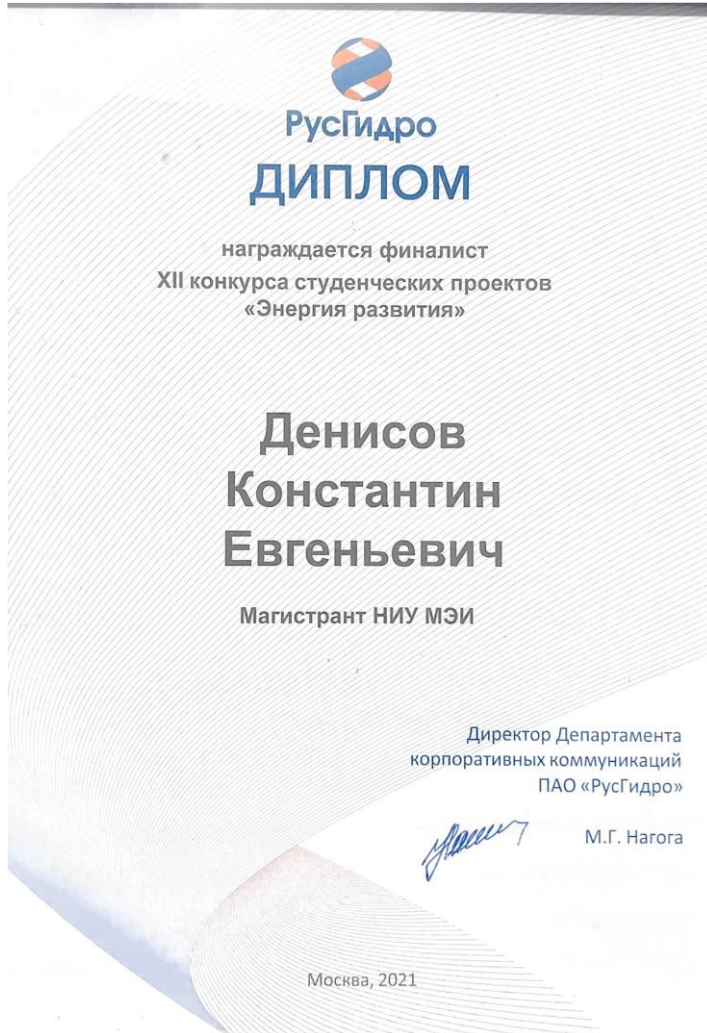 РусГидро
ДИПЛОМ
награждается финалист
XII конкурса студенческих проектов
«Энергия развития»
Денисов
Константин
Евгеньевич
Магистрант НИУ МЭИ
Директор Департамента
корпоративных коммуникаций
ПАО «РусГидро»
М.Г. Нагога
Москва, 2021